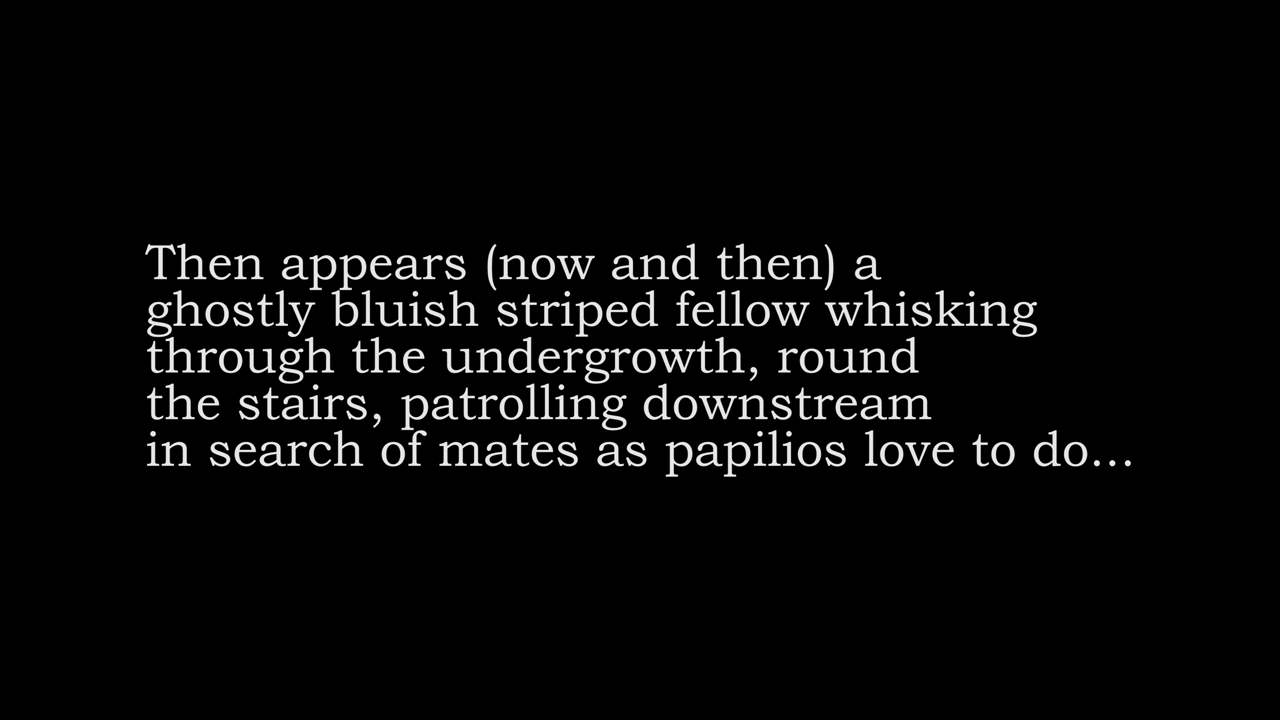 Then appears (now and then) a
ghostly bluish striped fellow whisking
through the undergrowth, round
the stairs, patrolling downstream
in search of mates as papilios love to do...